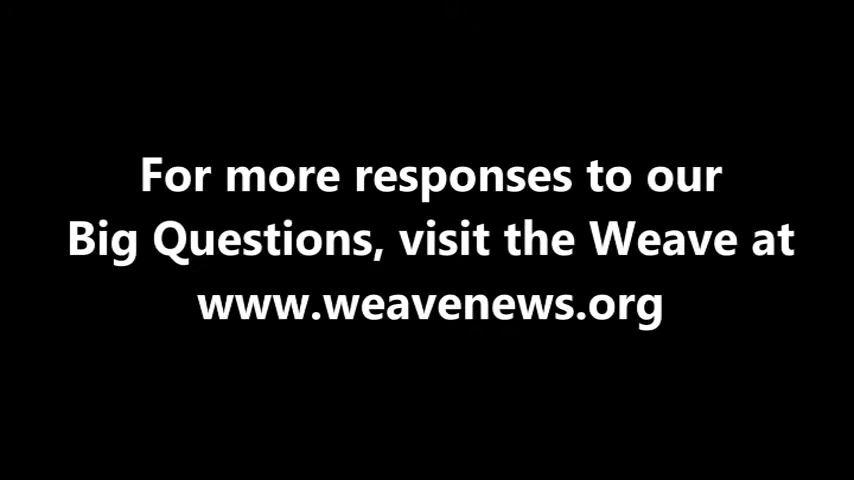 For more responses to our
Big Questions, visit the Weave at
www.weavenews.org